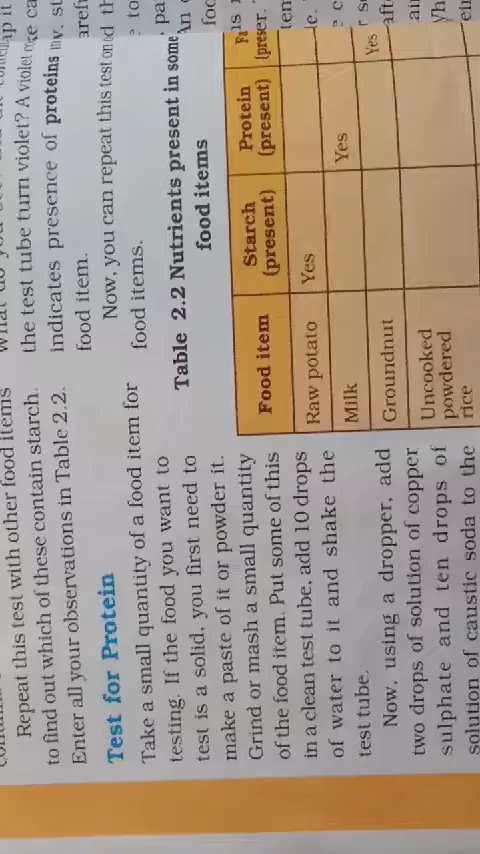 Repeat this test with other food items
to find out which of these contain starch.
Enter all your observations in Table 2.2.
Test for Protein
Take a small quantity of a food item for
testing. If the food you want to
test is a solid, you first need to
make a paste of it or powder it.
Grind or mash a small quantity
of the food item. Put some of this
in a clean test tube, add 10 drops
of water to it and shake the
test tube.
Now, using a dropper, add
two drops of solution of copper
sulphate and ten drops of
solution of caustic soda to the
the test tube turn violet? A violet
indicates presence of proteins
food item.
Now, you can repeat this test on
food items.
Table 2.2 Nutrients present in some
food items
Food item Starch (present) Protein (present)
Raw potato Yes
Milk Yes
Groundnut Yes
Uncooked
powdered
rice